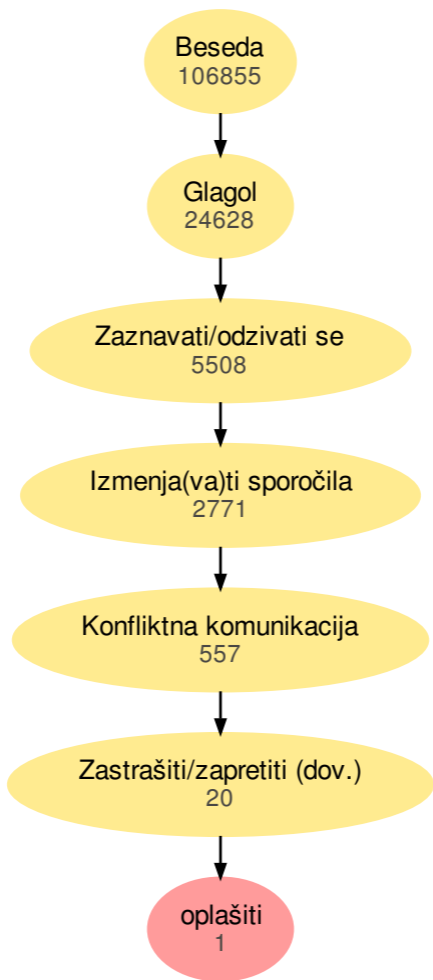 Beseda
106855
Glagol
24628
Zaznavati/odzivati se
5508
Izmenja(va)ti sporočila
2771
Konfliktna komunikacija
557
Zastrašiti/zapretiti (dov.)
20
oplašiti
1